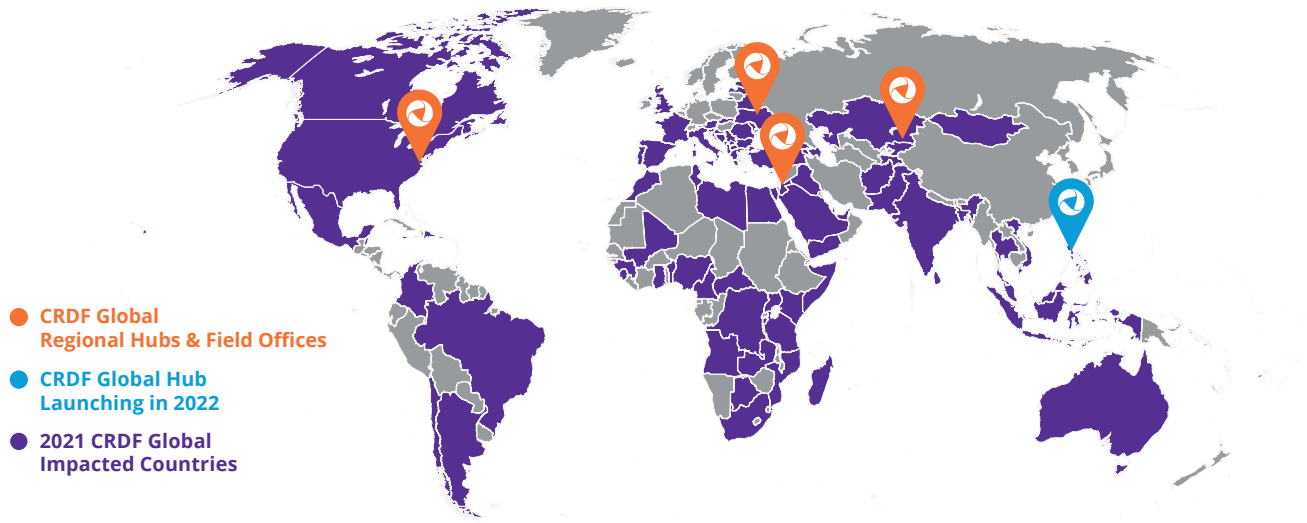 CRDF Global
Regional Hubs & Field Offices
CRDF Global Hub
Launching in 2022
2021 CRDF Global
Impacted Countries